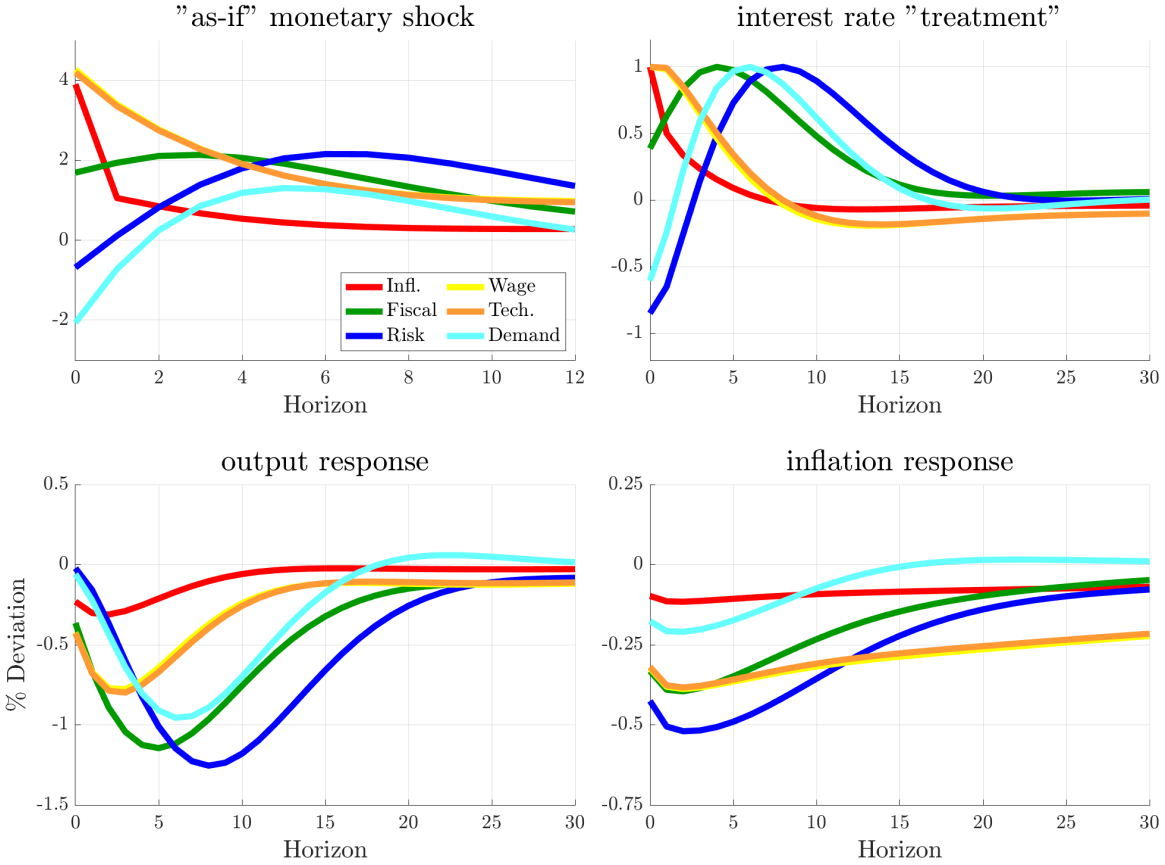 "as-if" monetary shock
4
2
0
-2
0 2 4 6 8 10 12
Horizon
Infl. Wage
Fiscal Tech.
Risk Demand
interest rate "treatment"
1
0.5
0
-0.5
-1
0 5 10 15 20 25 30
Horizon
output response
% Deviation
0.5
0
-0.5
-1
-1.5
0 5 10 15 20 25 30
Horizon
inflation response
0.25
0
-0.25
-0.5
-0.75
0 5 10 15 20 25 30
Horizon